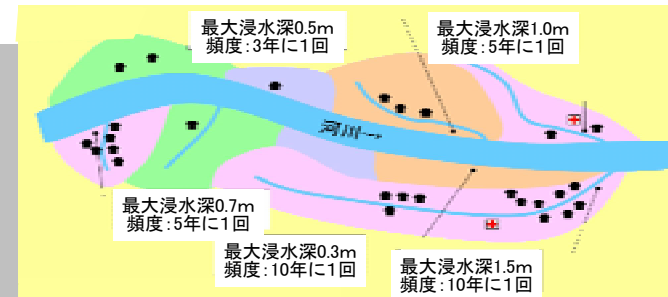 最大浸水深0.5m
頻度:3年に1回
最大浸水深1.0m
頻度:5年に1回
最大浸水深0.7m
頻度:5年に1回
最大浸水深0.3m
頻度:10年に1回
最大浸水深1.5m
頻度:10年に1回